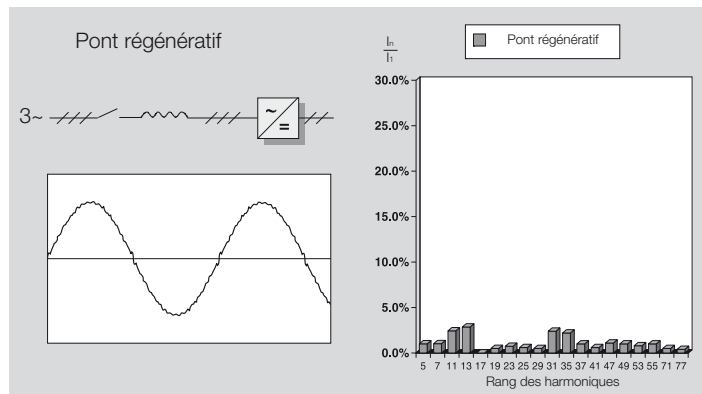 Pont régénératif
3~
~
=
Iₙ
I₁
Pont régénératif
30.0%
25.0%
20.0%
15.0%
10.0%
5.0%
0.0%
5 7 11 13 17 19 23 25 29 31 35 37 41 47 49 53 55 71 77
Rang des harmoniques